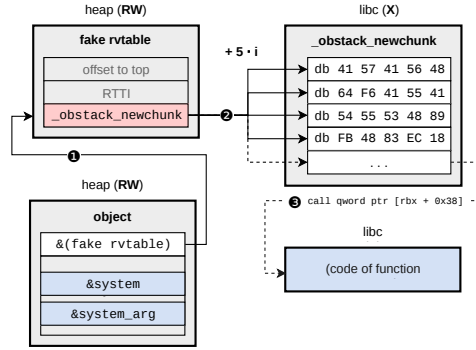 heap (RW)
fake rvtable
offset to top
RTTI
_obstack_newchunk
+ 5 · i
❷
libc (X)
_obstack_newchunk
db 41 57 41 56 48
db 64 F6 41 55 41
db 54 55 53 48 89
db FB 48 83 EC 18
...
❶
heap (RW)
object
&(fake rvtable)
&system
&system_arg
❸ call qword ptr [rbx + 0x38]
libc
(code of function